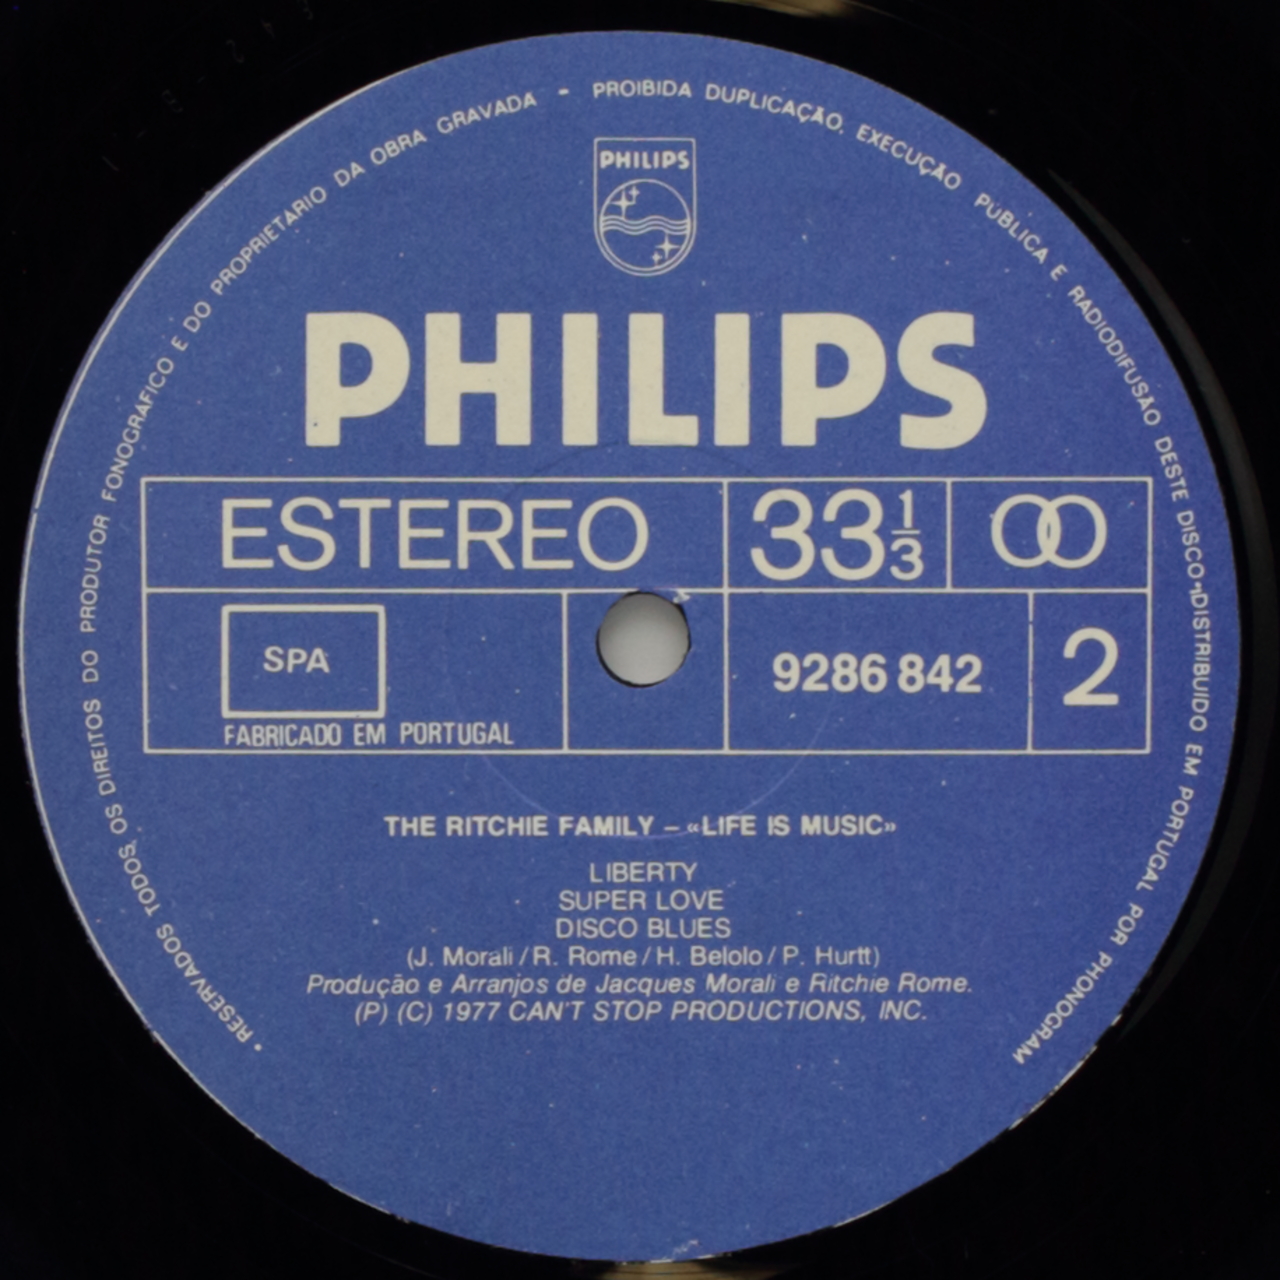 • RESERVADOS TODOS OS DIREITOS DO PRODUTOR FONOGRAFICO E DO PROPRIETARIO DA OBRA GRAVADA - PROIBIDA DUPLICAÇÃO, EXECUÇÃO PUBLICA E RADIODIFUSÃO DESTE DISCO-DISTRIBUIDO EM PORTUGAL POR PHONOGRAM
PHILIPS
PHILIPS
ESTEREO
33 1/3
SPA
FABRICADO EM PORTUGAL
9286 842
2
THE RITCHIE FAMILY – «LIFE IS MUSIC»
LIBERTY
SUPER LOVE
DISCO BLUES
(J. Morali / R. Rome / H. Belolo / P. Hurtt)
Produção e Arranjos de Jacques Morali e Ritchie Rome.
(P) (C) 1977 CAN'T STOP PRODUCTIONS, INC.